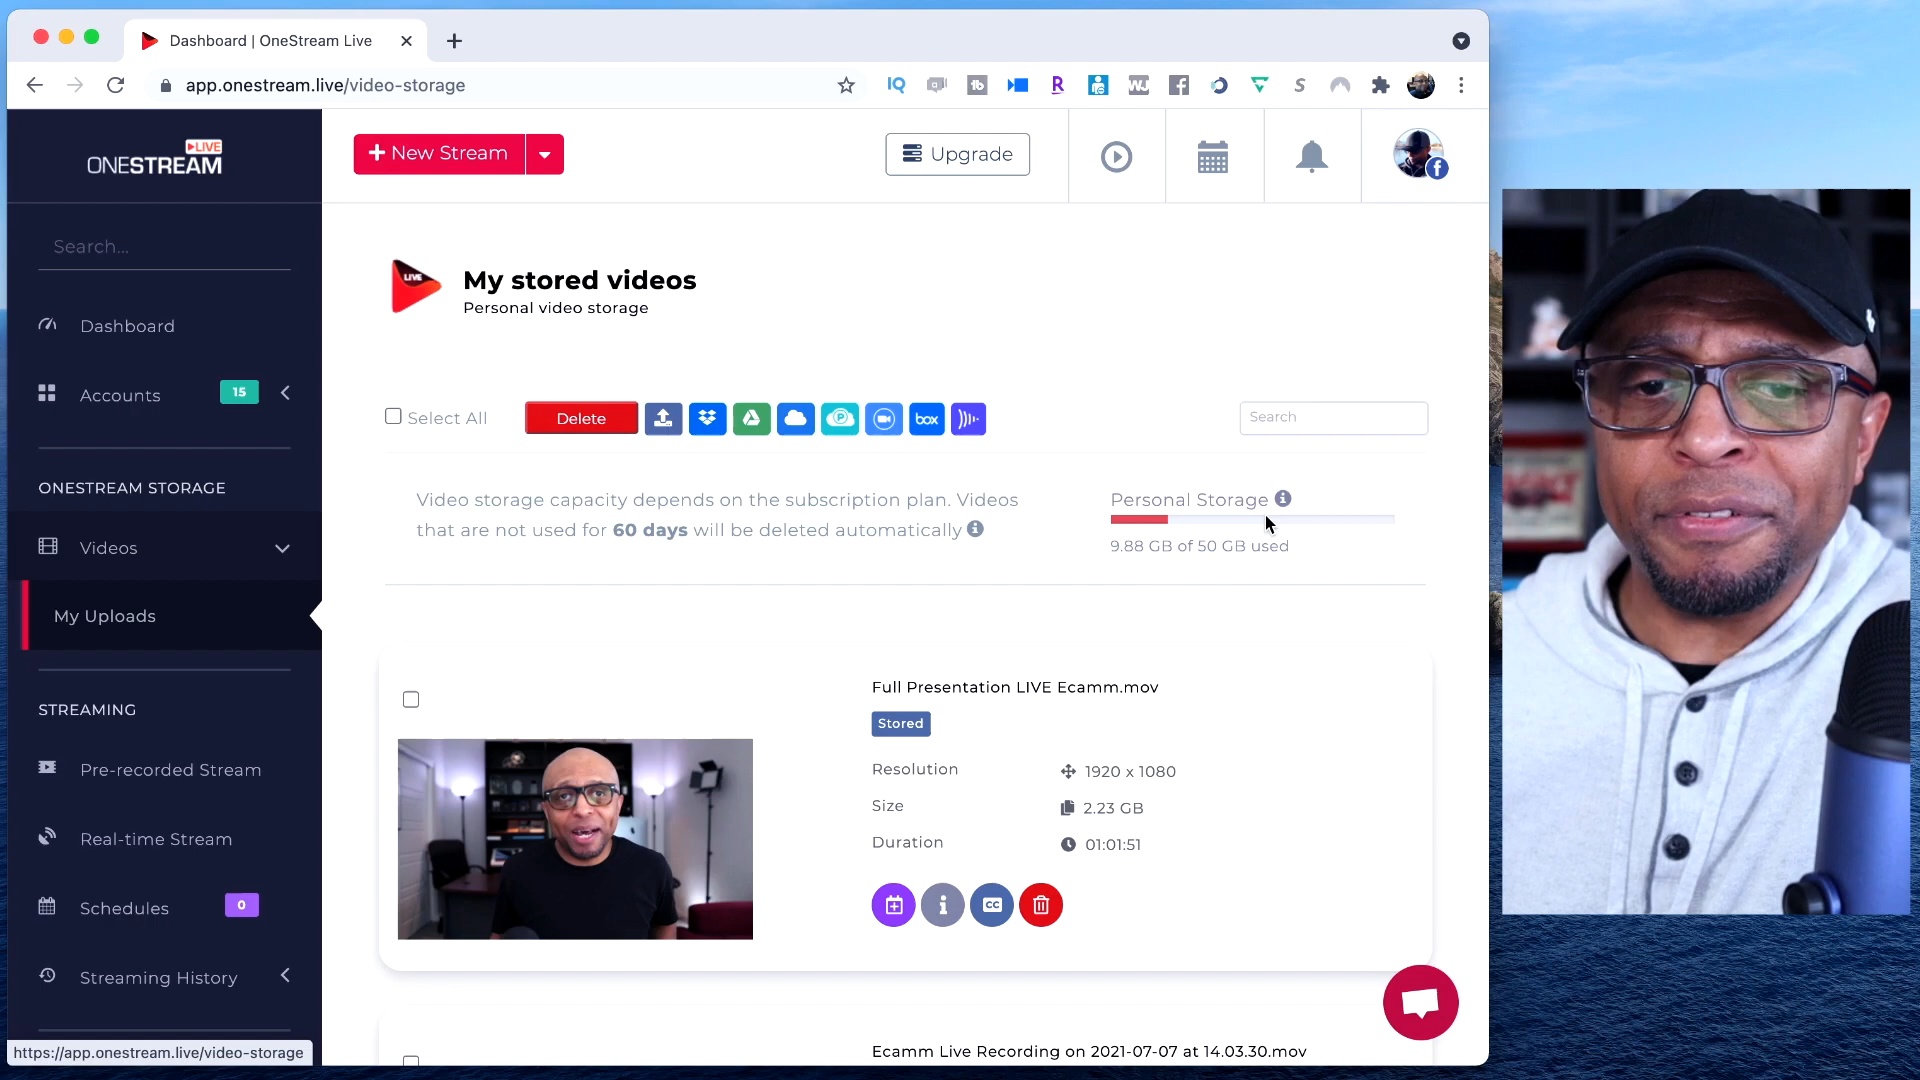 Dashboard | OneStream Live
app.onestream.live/video-storage
LIVE
ONESTREAM
New Stream
Upgrade
Search...
Dashboard
Accounts
15
ONESTREAM STORAGE
Videos
My Uploads
STREAMING
Pre-recorded Stream
Real-time Stream
Schedules
0
Streaming History
https://app.onestream.live/video-storage
LIVE
My stored videos
Personal video storage
Select All
Delete
box
Search
Video storage capacity depends on the subscription plan. Videos
that are not used for 60 days will be deleted automatically
Personal Storage
9.88 GB of 50 GB used
Full Presentation LIVE Ecamm.mov
Stored
Resolution
1920 x 1080
Size
2.23 GB
Duration
01:01:51
CC
Ecamm Live Recording on 2021-07-07 at 14.03.30.mov